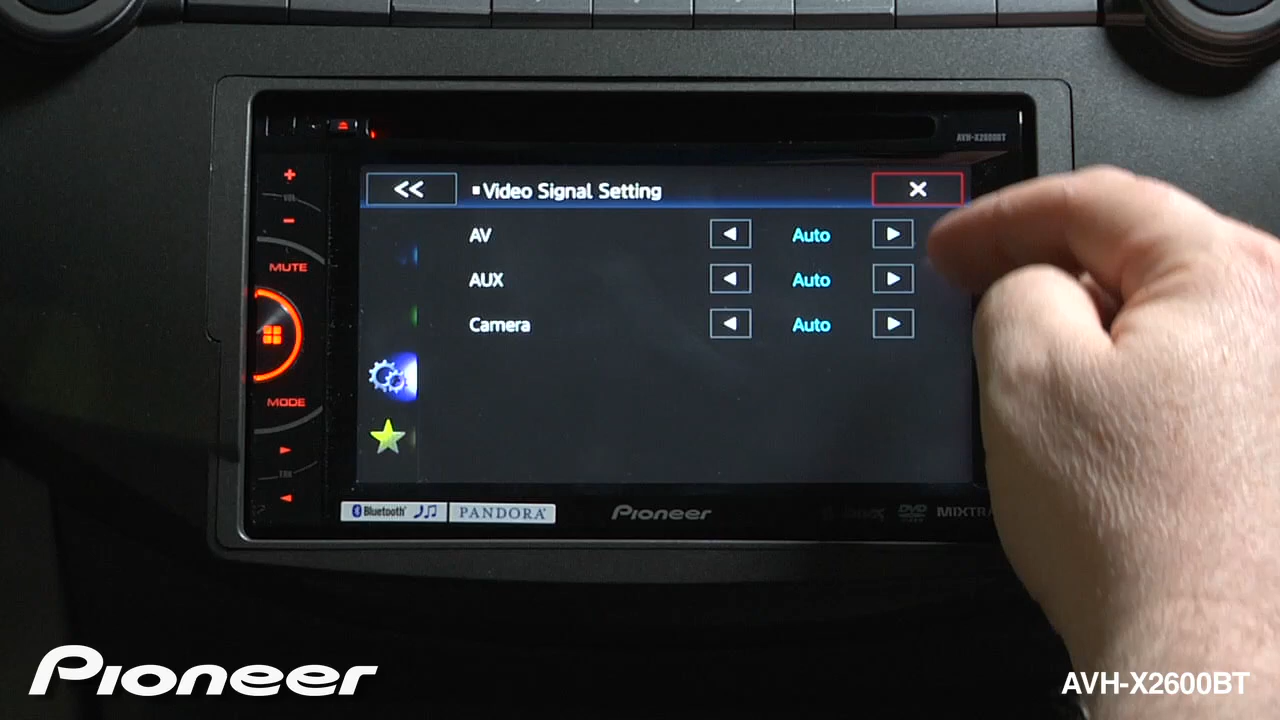 AVH-X2600BT
VOL
MUTE
MODE
TRK
Video Signal Setting
AV Auto
AUX Auto
Camera Auto
Bluetooth PANDORA Pioneer DVD MIXTRA
Pioneer
AVH-X2600BT